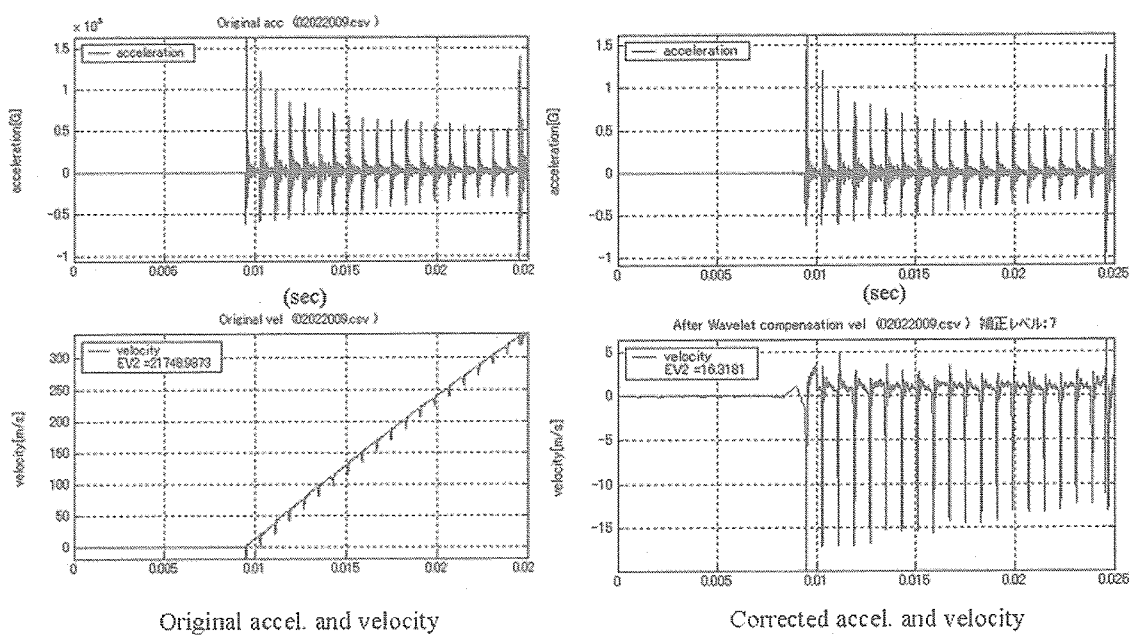 Original acc (02022009.csv )
× 10⁵
acceleration
1.5
1
0.5
0
-0.5
-1
acceleration[G]
0
0.005
0.01
0.015
0.02
0.02
(sec)
acceleration
1.5
1
0.5
0
-0.5
-1
acceleration[G]
0
0.005
0.01
0.015
0.02
0.025
(sec)
Original vel (02022009.csv )
velocity
EV2 =21748.9873
300
250
200
150
100
50
0
velocity[m/s]
0
0.005
0.01
0.015
0.02
0.02
After Wavelet compensation vel (02022009.csv ) 補正レベル:7
velocity
EV2 =16.3181
5
0
-5
-10
-15
velocity[m/s]
0
0.005
0.01
0.015
0.02
0.025
Original accel. and velocity
Corrected accel. and velocity